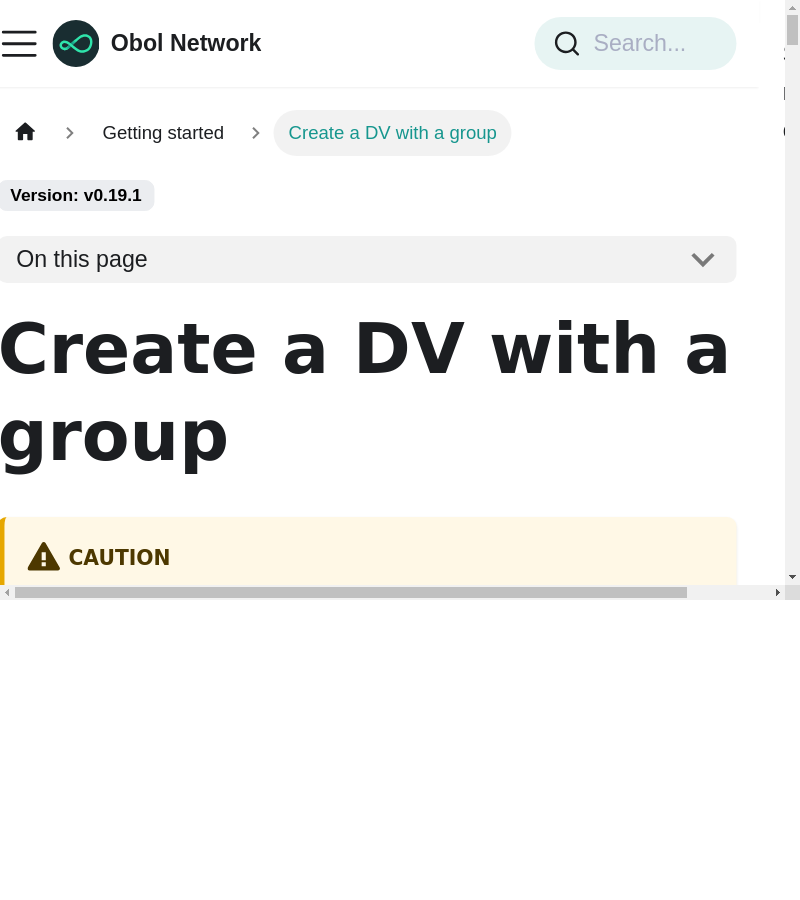 Obol Network
Search...
Getting started
Create a DV with a group
Version: v0.19.1
On this page
Create a DV with a
group
CAUTION